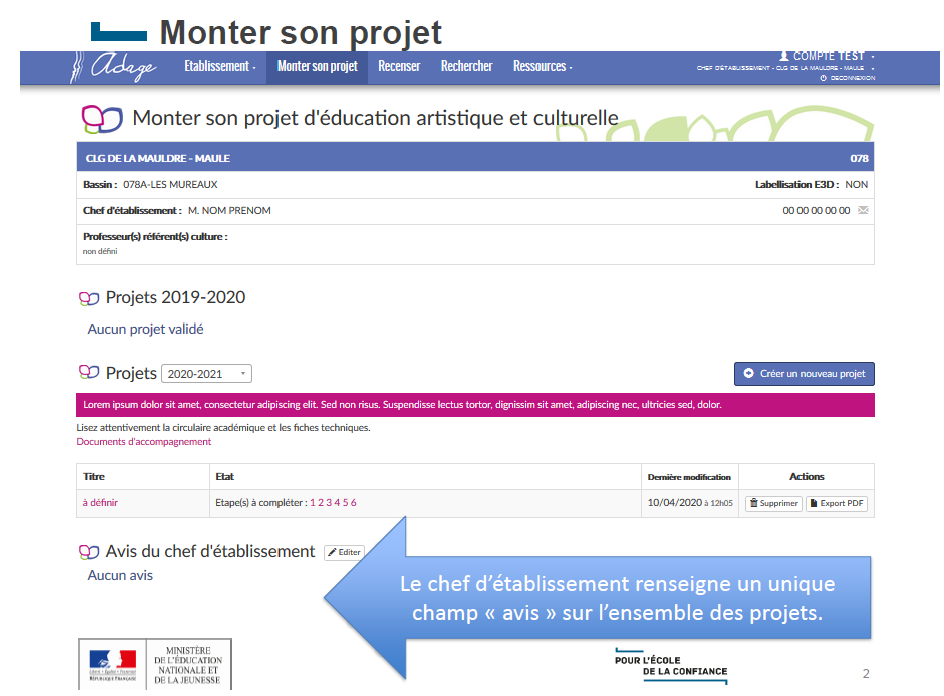 Monter son projet
Adage Etablissement Monter son projet Recenser Rechercher Ressources COMPTE TEST
CHEF D'ÉTABLISSEMENT - CLG DE LA MAULDRE - MAULE
DECONNEXION
Monter son projet d'éducation artistique et culturelle
CLG DE LA MAULDRE - MAULE 078
Bassin : 078A-LES MUREAUX Labellisation E3D : NON
Chef d'établissement : M. NOM PRENOM 00 00 00 00 00
Professeur(s) référent(s) culture :
non défini
Projets 2019-2020
Aucun projet validé
Projets 2020-2021 Créer un nouveau projet
Lorem ipsum dolor sit amet, consectetur adipiscing elit. Sed non risus. Suspendisse lectus tortor, dignissim sit amet, adipiscing nec, ultricies sed, dolor.
Lisez attentivement la circulaire académique et les fiches techniques.
Documents d'accompagnement
Titre Etat Dernière modification Actions
à définir Etape(s) à compléter : 1 2 3 4 5 6 10/04/2020 à 12h05 Supprimer Export PDF
Avis du chef d'établissement Editer
Aucun avis
Le chef d’établissement renseigne un unique
champ « avis » sur l’ensemble des projets.
MINISTÈRE
DE L'ÉDUCATION
NATIONALE ET
DE LA JEUNESSE
Liberté • Égalité • Fraternité
RÉPUBLIQUE FRANÇAISE
POUR L'ÉCOLE
DE LA CONFIANCE
2